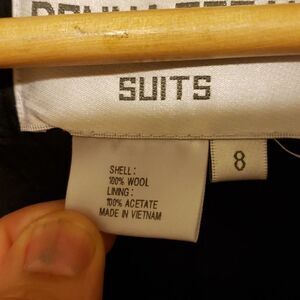 SUITS
8
SHELL:
100% WOOL
LINING:
100% ACETATE
MADE IN VIETNAM